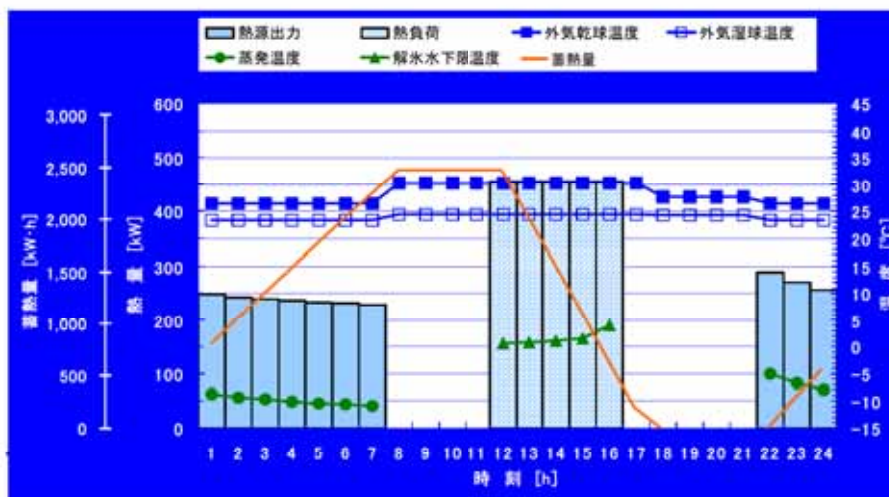 熱源出力 熱負荷 外気乾球温度 外気湿球温度
蒸発温度 解氷水下限温度 蓄熱量
3,000 600 45
40
2,500 500 35
30
2,000 400 25
20
1,500 300 15
10
1,000 200 5
0
500 100 -5
-10
0 0 -15
蓄熱量 [kW·h]
熱量 [kW]
温度 [℃]
1 2 3 4 5 6 7 8 9 10 11 12 13 14 15 16 17 18 19 20 21 22 23 24
時刻 [h]